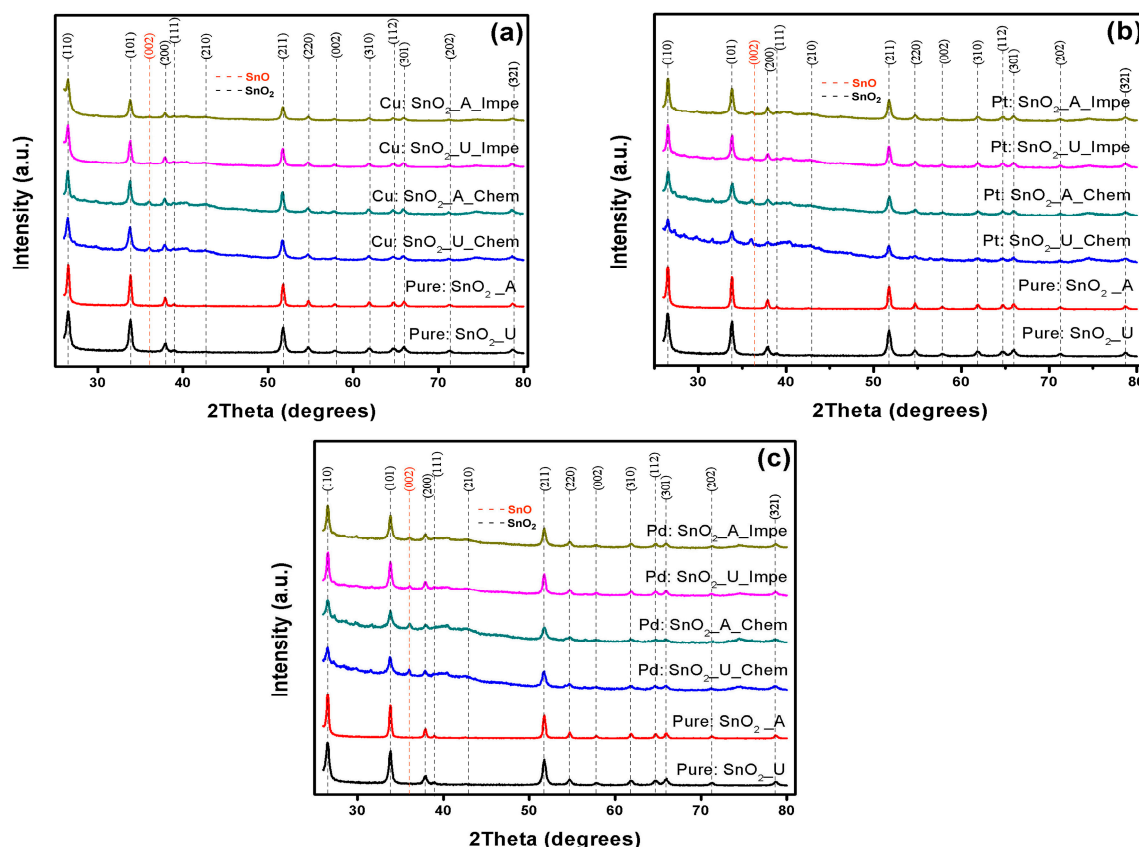 (a)
(110) (101) (002) (200) (111) (210) (211) (220) (002) (310) (112) (301) (202) (321)
SnO
SnO₂
Cu: SnO₂_A_Impe
Cu: SnO₂_U_Impe
Cu: SnO₂_A_Chem
Cu: SnO₂_U_Chem
Pure: SnO₂_A
Pure: SnO₂_U
Intensity (a.u.)
30 40 50 60 70 80
2Theta (degrees)
(b)
(110) (101) (002) (200) (111) (210) (211) (220) (002) (310) (112) (301) (202) (321)
SnO
SnO₂
Pt: SnO₂_A_Impe
Pt: SnO₂_U_Impe
Pt: SnO₂_A_Chem
Pt: SnO₂_U_Chem
Pure: SnO₂_A
Pure: SnO₂_U
Intensity (a.u.)
30 40 50 60 70 80
2Theta (degrees)
(c)
(110) (101) (002) (200) (111) (210) (211) (220) (002) (310) (112) (301) (202) (321)
SnO
SnO₂
Pd: SnO₂_A_Impe
Pd: SnO₂_U_Impe
Pd: SnO₂_A_Chem
Pd: SnO₂_U_Chem
Pure: SnO₂_A
Pure: SnO₂_U
Intensity (a.u.)
30 40 50 60 70 80
2Theta (degrees)